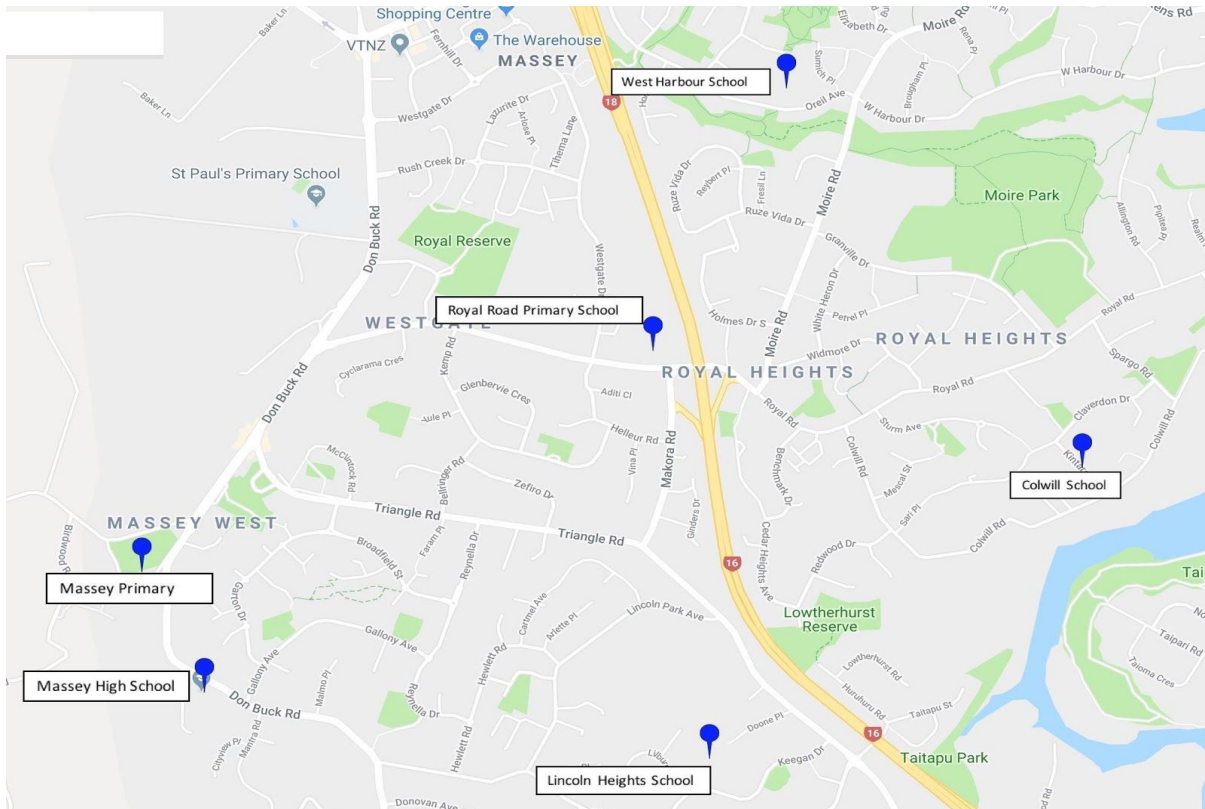 Shopping Centre
VTNZ
The Warehouse
MASSEY
Baker Ln
Baker Ln
Fernhill Dr
Westgate Dr
Lazurite Dr
Arlose Pl
Tihema Lane
Rush Creek Dr
St Paul's Primary School
Don Buck Rd
Royal Reserve
Westgate Dr
18
West Harbour School
Oreil Ave
Sumich Pl
Elizabeth Dr
Moire Rd
Rena Pl
Brougham Pl
W Harbour Dr
W Harbour Dr
Ruze Vida Dr
Reybert Pl
Fresil Ln
Ruze Vida Dr
Moire Rd
Moire Park
Granville Dr
Allington Rd
Pipitea Pl
Royal Rd
Royal Road Primary School
Holmes Dr S
White Heron Dr
Petrel Pl
Moire Rd
Widmore Dr
ROYAL HEIGHTS
ROYAL HEIGHTS
Spargo Rd
Royal Rd
Claverdon Dr
Colwill Rd
Cyclarama Cres
Kemp Rd
Glenbervie Cres
Aditi Cl
Helleur Rd
Vina Pl
Makora Rd
Royal Rd
Sturm Ave
Colwill Rd
Mescal St
Sari Pl
Benchmark Dr
Colwill School
Don Buck Rd
McClintock Rd
Bellringer Rd
Zefiro Dr
Ginders Dr
Cedar Heights Ave
Redwood Dr
Colwill Rd
MASSEY WEST
Triangle Rd
Triangle Rd
16
Birdwood Rd
Massey Primary
Broadfield St
Faram Pl
Reynella Dr
Garton Dr
Gallony Ave
Cartmel Ave
Arlette Pl
Lincoln Park Ave
Lowtherhurst
Reserve
Lowtherhurst Rd
Huruhuru Rd
Taitapu St
Taipari Rd
Taioma Cres
Massey High School
Gallony Ave
Malmo Pl
Hewlett Rd
Don Buck Rd
Reynella Dr
Cityview Pl
Mantra Rd
Hewlett Rd
Doone Pl
Keegan Dr
16
Taitapu Park
Lincoln Heights School
Donovan Ave